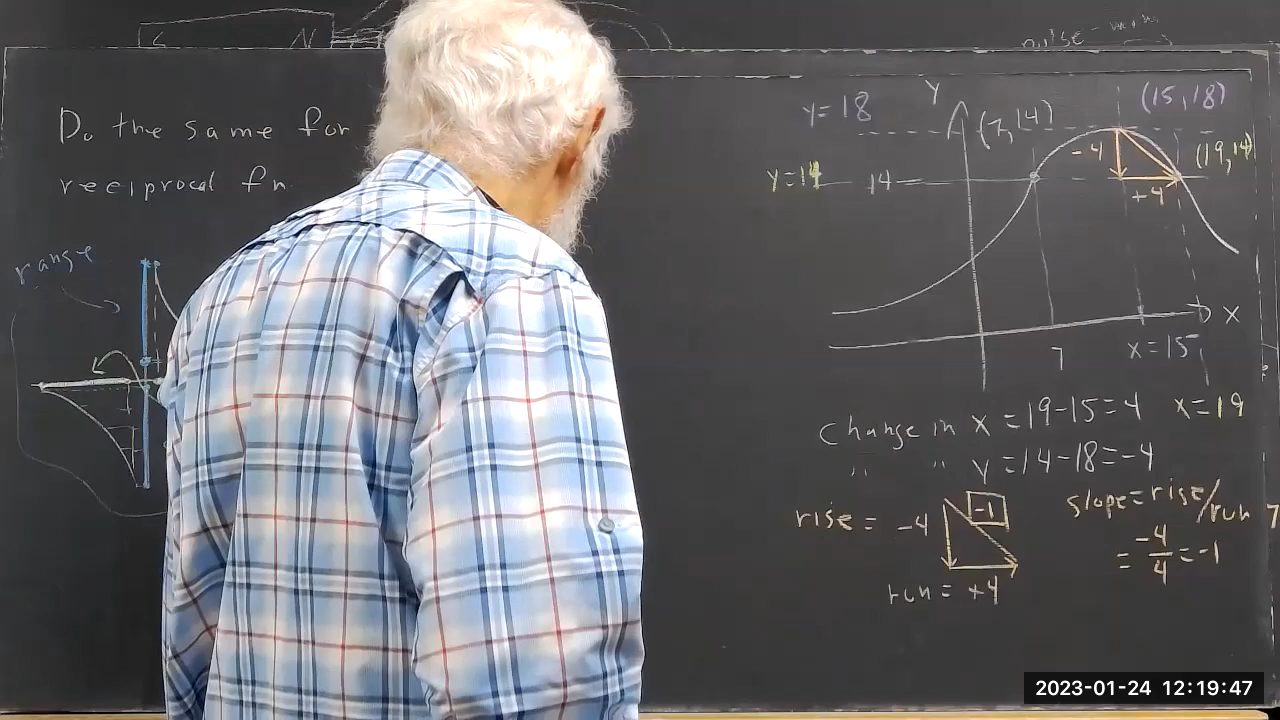 Do the same for
reciprocal fn
range
y=18
Y
(7,14)
(15,18)
-4
(19,14)
y=14
14
+4
X
7
x=15
Change in X=19-15=4
x=19
" " Y=14-18=-4
rise= -4
-1
run= +4
slope=rise/run
= -4/4 = -1
7
2023-01-24 12:19:47